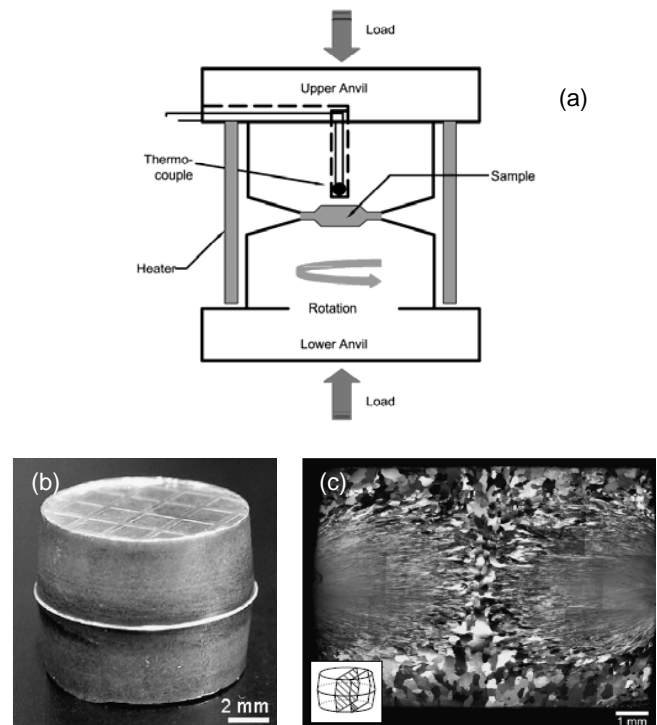 Load
Upper Anvil
(a)
Thermo-
couple
Sample
Heater
Rotation
Lower Anvil
Load
(b)
2 mm
(c)
1 mm